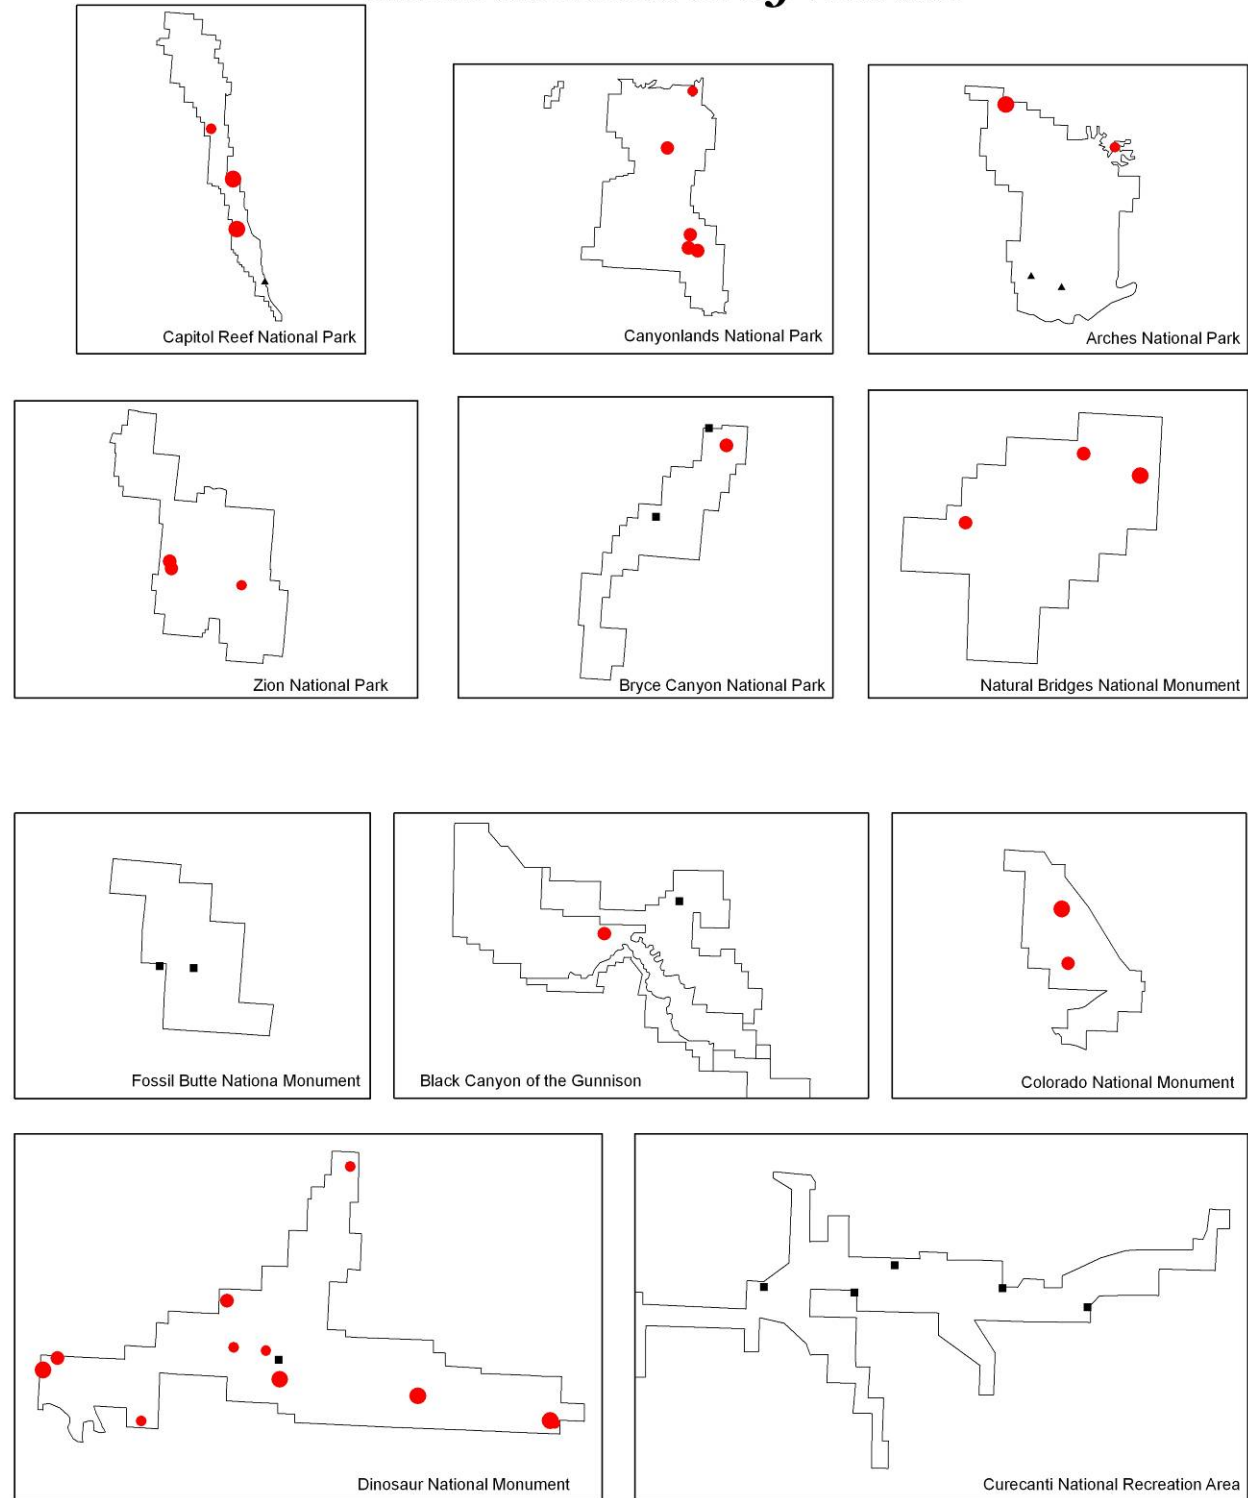 Capitol Reef National Park
Canyonlands National Park
Arches National Park
Zion National Park
Bryce Canyon National Park
Natural Bridges National Monument
Fossil Butte Nationa Monument
Black Canyon of the Gunnison
Colorado National Monument
Dinosaur National Monument
Curecanti National Recreation Area